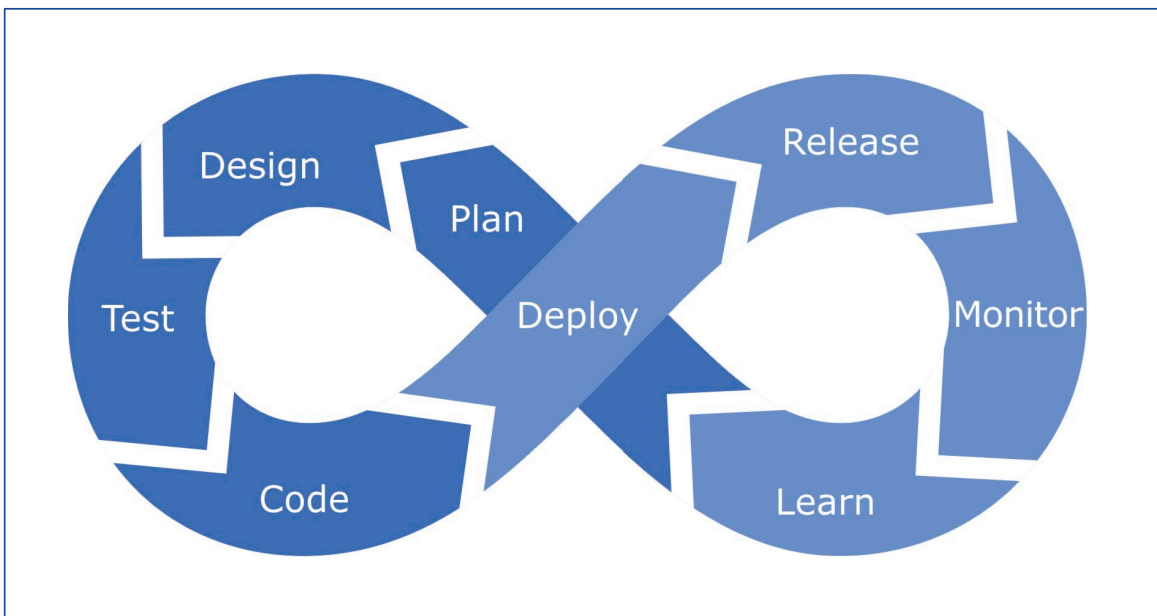 Design
Plan
Test
Code
Deploy
Release
Monitor
Learn